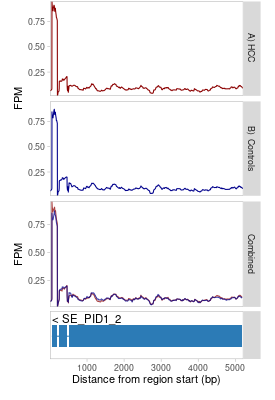 0.75
0.50
0.25
A) HCC
FPM
0.75
0.50
0.25
B) Controls
0.75
0.50
0.25
FPM
Combined
< SE_PID1_2
1000 2000 3000 4000 5000
Distance from region start (bp)